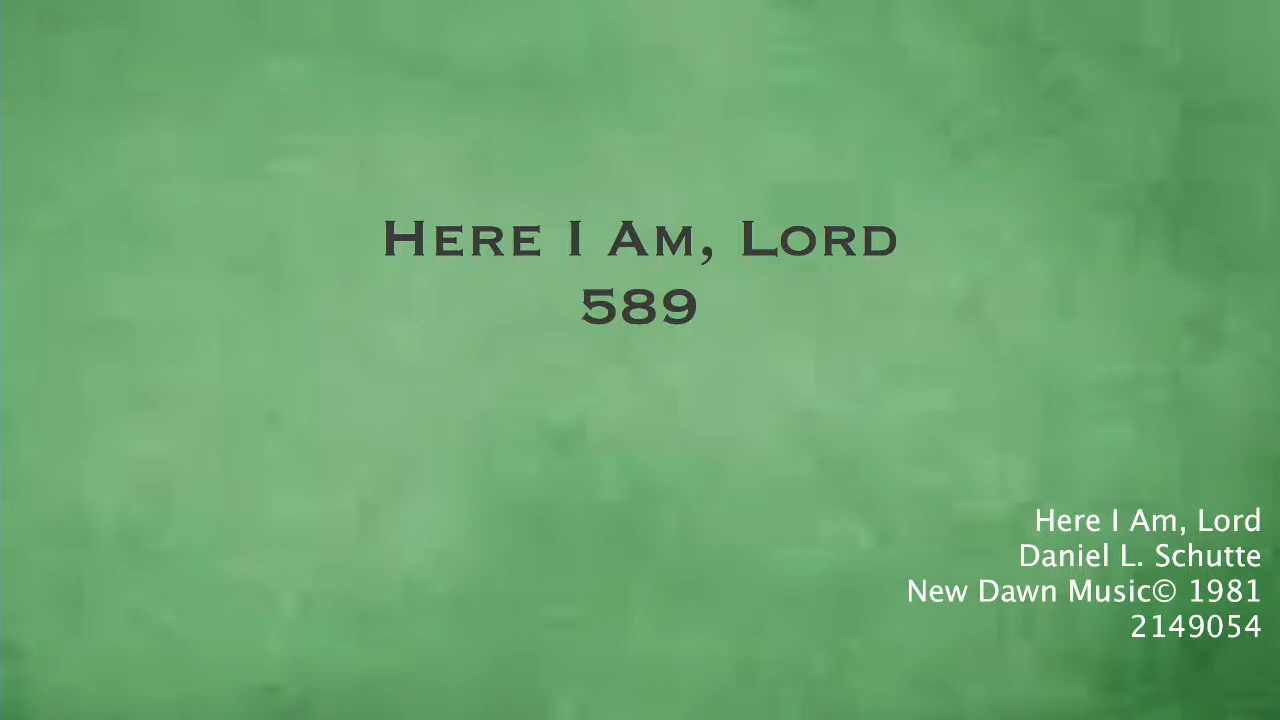 Here I Am, Lord
589
Here I Am, Lord
Daniel L. Schutte
New Dawn Music© 1981
2149054